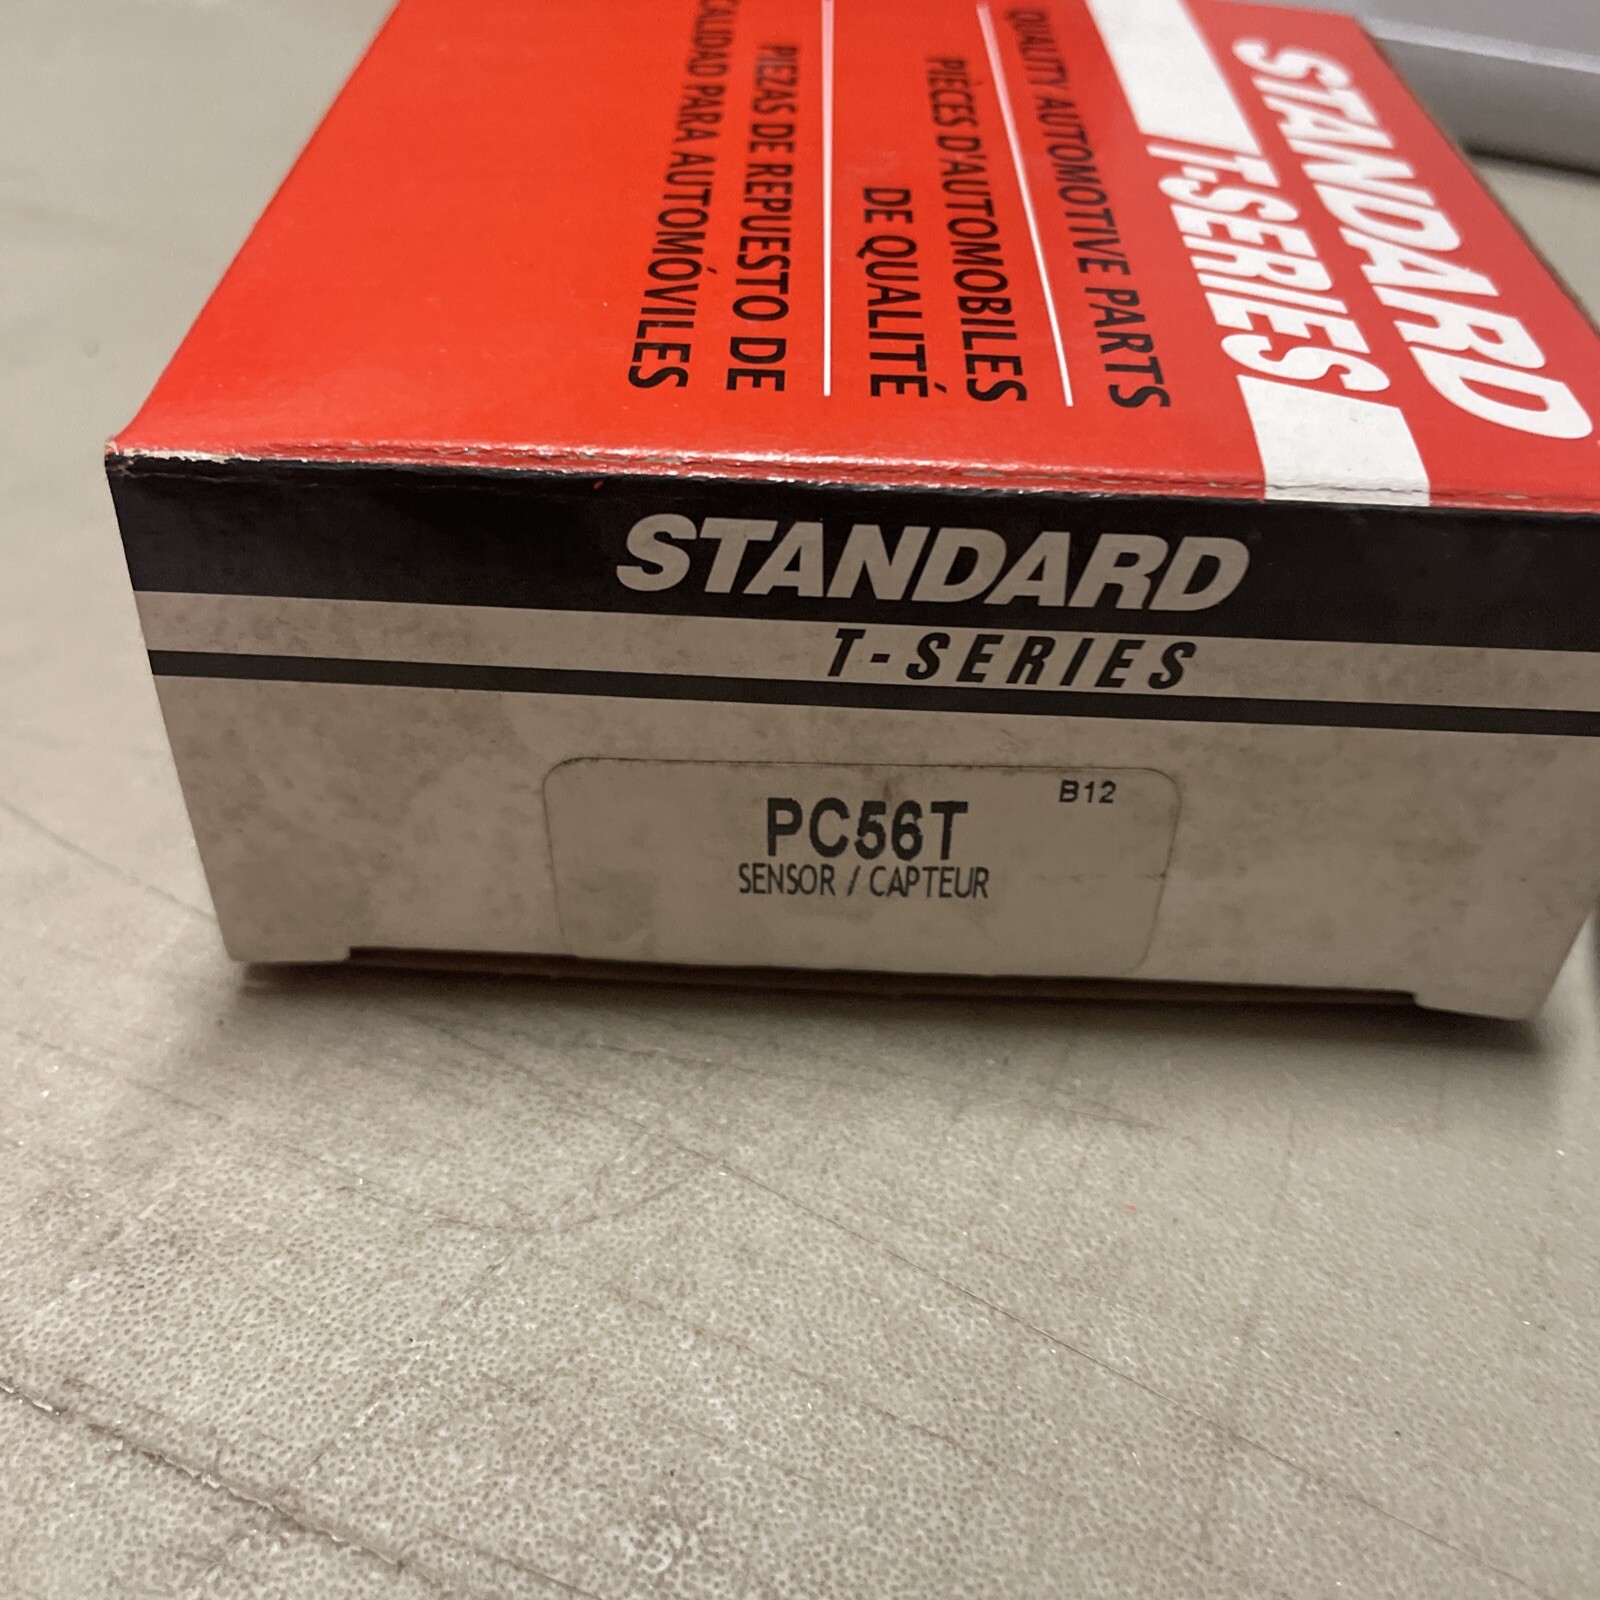 STANDARD
T-SERIES
QUALITY AUTOMOTIVE PARTS
PIÈCES D'AUTOMOBILES
DE QUALITÉ
PIEZAS DE REPUESTO DE
CALIDAD PARA AUTOMÓVILES
STANDARD
T-SERIES
B12
PC56T
SENSOR / CAPTEUR